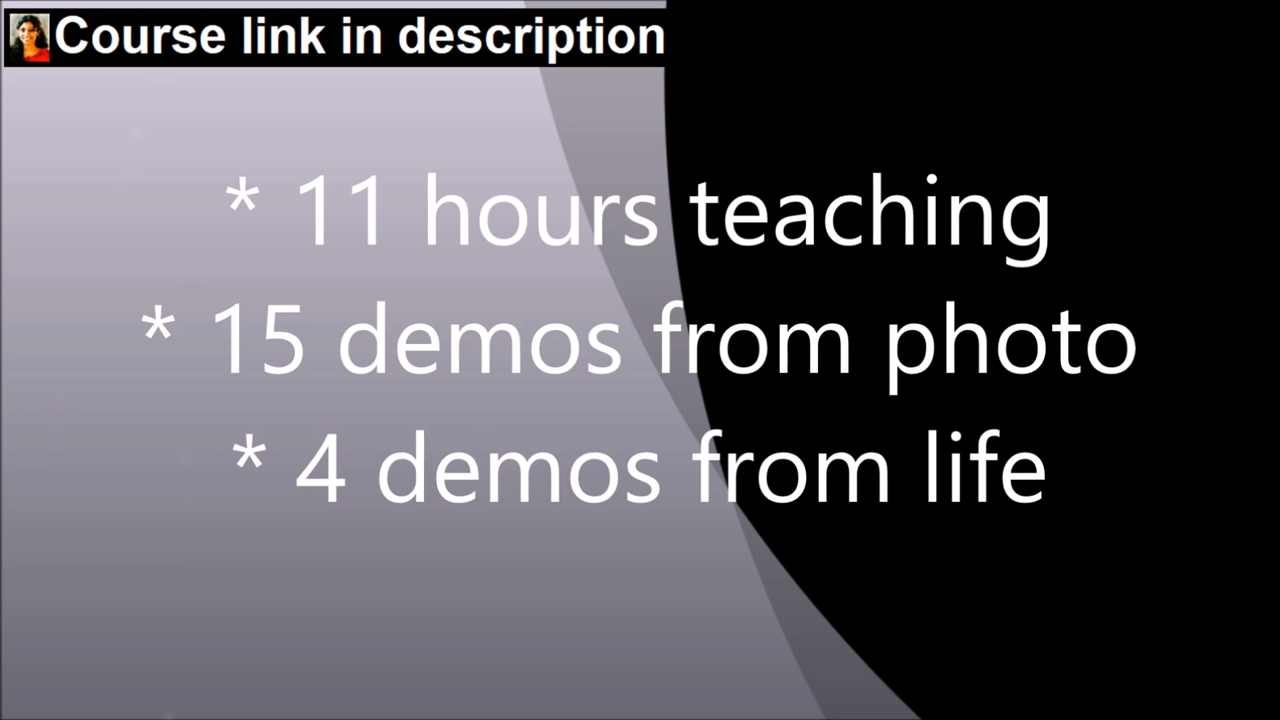 Course link in description
* 11 hours teaching
* 15 demos from photo
* 4 demos from life